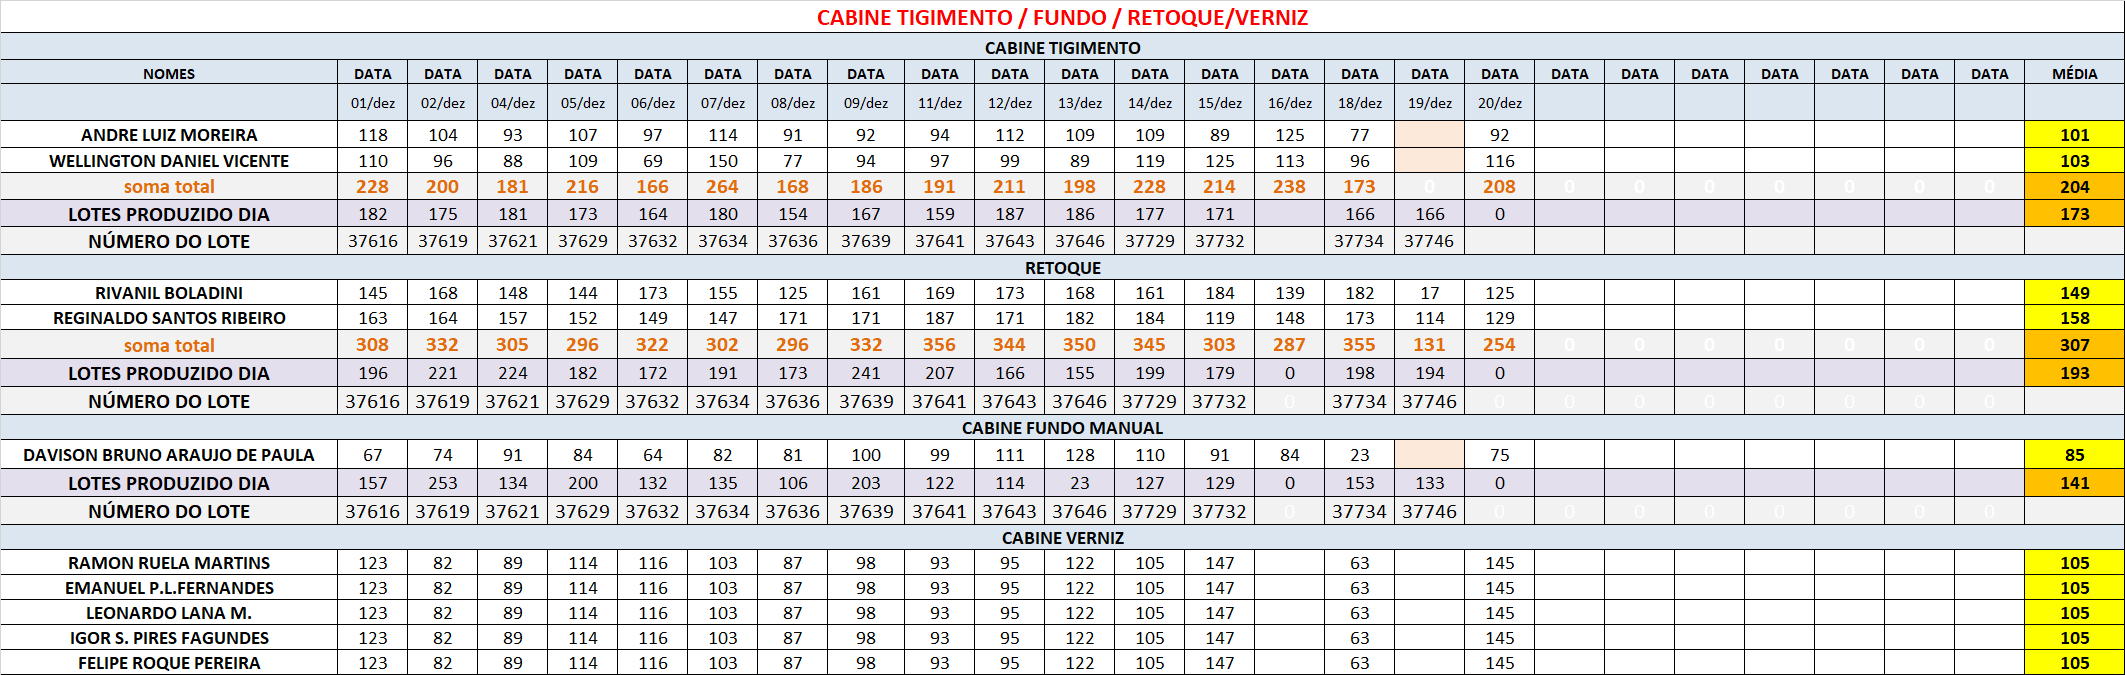 CABINE TIGIMENTO / FUNDO / RETOQUE/VERNIZ
CABINE TIGIMENTO
NOMES DATA DATA DATA DATA DATA DATA DATA DATA DATA DATA DATA DATA DATA DATA DATA DATA DATA DATA DATA DATA DATA DATA DATA DATA MÉDIA
01/dez 02/dez 04/dez 05/dez 06/dez 07/dez 08/dez 09/dez 11/dez 12/dez 13/dez 14/dez 15/dez 16/dez 18/dez 19/dez 20/dez
ANDRE LUIZ MOREIRA 118 104 93 107 97 114 91 92 94 112 109 109 89 125 77 92 101
WELLINGTON DANIEL VICENTE 110 96 88 109 69 150 77 94 97 99 89 119 125 113 96 116 103
soma total 228 200 181 216 166 264 168 186 191 211 198 228 214 238 173 0 208 0 0 0 0 0 0 0 204
LOTES PRODUZIDO DIA 182 175 181 173 164 180 154 167 159 187 186 177 171 166 166 0 173
NÚMERO DO LOTE 37616 37619 37621 37629 37632 37634 37636 37639 37641 37643 37646 37729 37732 37734 37746
RETOQUE
RIVANIL BOLADINI 145 168 148 144 173 155 125 161 169 173 168 161 184 139 182 17 125 149
REGINALDO SANTOS RIBEIRO 163 164 157 152 149 147 171 171 187 171 182 184 119 148 173 114 129 158
soma total 308 332 305 296 322 302 296 332 356 344 350 345 303 287 355 131 254 0 0 0 0 0 0 0 307
LOTES PRODUZIDO DIA 196 221 224 182 172 191 173 241 207 166 155 199 179 0 198 194 0 193
NÚMERO DO LOTE 37616 37619 37621 37629 37632 37634 37636 37639 37641 37643 37646 37729 37732 0 37734 37746 0 0 0 0 0 0 0 0
CABINE FUNDO MANUAL
DAVISON BRUNO ARAUJO DE PAULA 67 74 91 84 64 82 81 100 99 111 128 110 91 84 23 75 85
LOTES PRODUZIDO DIA 157 253 134 200 132 135 106 203 122 114 23 127 129 0 153 133 0 141
NÚMERO DO LOTE 37616 37619 37621 37629 37632 37634 37636 37639 37641 37643 37646 37729 37732 0 37734 37746 0 0 0 0 0 0 0 0
CABINE VERNIZ
RAMON RUELA MARTINS 123 82 89 114 116 103 87 98 93 95 122 105 147 63 145 105
EMANUEL P.L.FERNANDES 123 82 89 114 116 103 87 98 93 95 122 105 147 63 145 105
LEONARDO LANA M. 123 82 89 114 116 103 87 98 93 95 122 105 147 63 145 105
IGOR S. PIRES FAGUNDES 123 82 89 114 116 103 87 98 93 95 122 105 147 63 145 105
FELIPE ROQUE PEREIRA 123 82 89 114 116 103 87 98 93 95 122 105 147 63 145 105